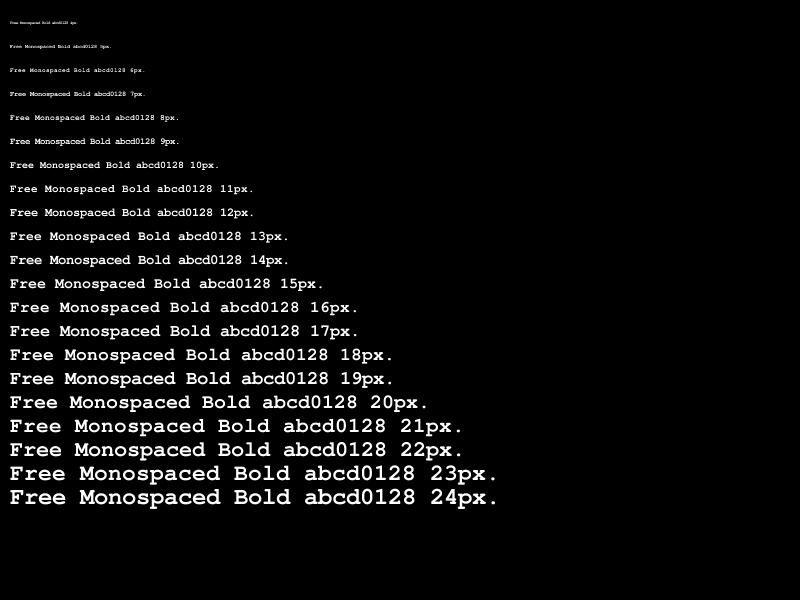 Free Monospaced Bold abcd0128 4px.
Free Monospaced Bold abcd0128 5px.
Free Monospaced Bold abcd0128 6px.
Free Monospaced Bold abcd0128 7px.
Free Monospaced Bold abcd0128 8px.
Free Monospaced Bold abcd0128 9px.
Free Monospaced Bold abcd0128 10px.
Free Monospaced Bold abcd0128 11px.
Free Monospaced Bold abcd0128 12px.
Free Monospaced Bold abcd0128 13px.
Free Monospaced Bold abcd0128 14px.
Free Monospaced Bold abcd0128 15px.
Free Monospaced Bold abcd0128 16px.
Free Monospaced Bold abcd0128 17px.
Free Monospaced Bold abcd0128 18px.
Free Monospaced Bold abcd0128 19px.
Free Monospaced Bold abcd0128 20px.
Free Monospaced Bold abcd0128 21px.
Free Monospaced Bold abcd0128 22px.
Free Monospaced Bold abcd0128 23px.
Free Monospaced Bold abcd0128 24px.